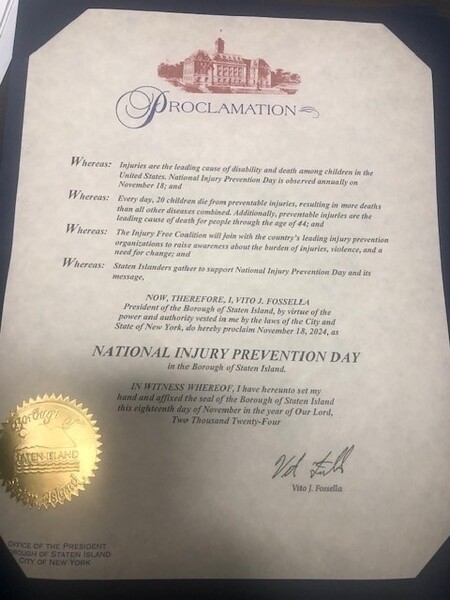 PROCLAMATION
Whereas: Injuries are the leading cause of disability and death among children in the
United States. National Injury Prevention Day is observed annually on
November 18; and
Whereas: Every day, 20 children die from preventable injuries, resulting in more deaths
than all other diseases combined. Additionally, preventable injuries are the
leading cause of death for people through the age of 44; and
Whereas: The Injury Free Coalition will join with the country's leading injury prevention
organizations to raise awareness about the burden of injuries, violence, and a
need for change; and
Whereas: Staten Islanders gather to support National Injury Prevention Day and its
message,
NOW, THEREFORE, I, VITO J. FOSSELLA
President of the Borough of Staten Island, by virtue of the
power and authority vested in me by the laws of the City and
State of New York, do hereby proclaim November 18, 2024, as
NATIONAL INJURY PREVENTION DAY
in the Borough of Staten Island.
IN WITNESS WHEREOF, I have hereunto set my
hand and affixed the seal of the Borough of Staten Island
this eighteenth day of November in the year of Our Lord,
Two Thousand Twenty-Four
Vito J. Fossella
Borough of
STATEN ISLAND
OFFICE OF THE PRESIDENT
BOROUGH OF STATEN ISLAND
CITY OF NEW YORK